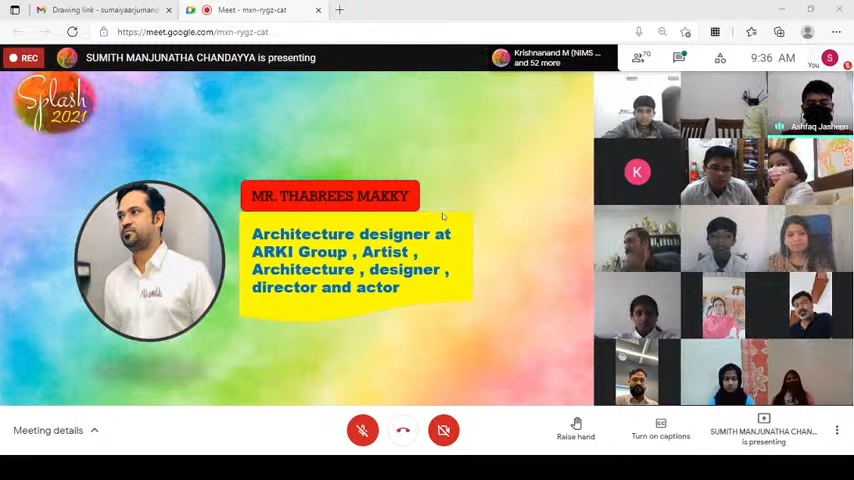 Drawing link - sumaiyaarjumand
Meet - mxn-rygz-cat
https://meet.google.com/mxn-rygz-cat
REC
SUMITH MANJUNATHA CHANDAYYA is presenting
Krishnanand M (NIMS ...
and 52 more
70
9:36 AM
You
S
Splash
2021
MR. THABREES MAKKY
Architecture designer at
ARKI Group , Artist ,
Architecture , designer ,
director and actor
Ashfaq Jasheen
K
Meeting details
Raise hand
Turn on captions
SUMITH MANJUNATHA CHAN...
is presenting